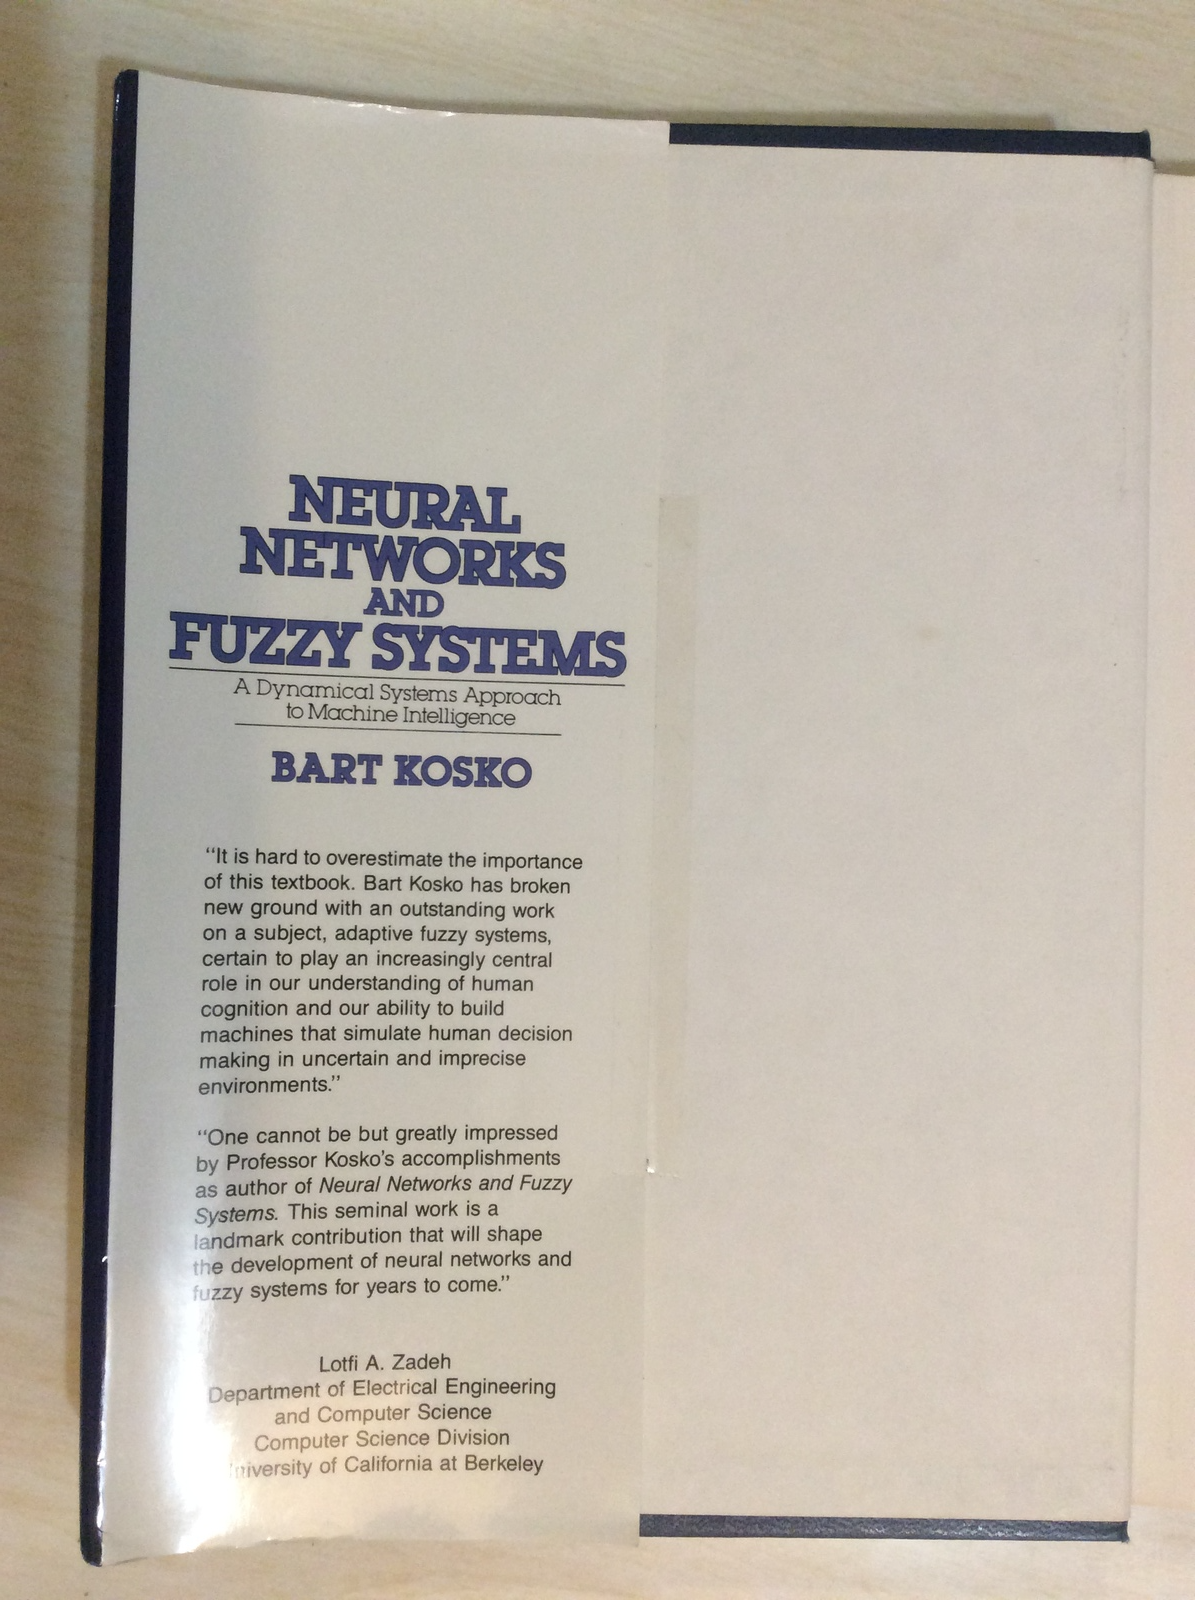 NEURAL
NETWORKS
AND
FUZZY SYSTEMS
A Dynamical Systems Approach
to Machine Intelligence
BART KOSKO
“It is hard to overestimate the importance
of this textbook. Bart Kosko has broken
new ground with an outstanding work
on a subject, adaptive fuzzy systems,
certain to play an increasingly central
role in our understanding of human
cognition and our ability to build
machines that simulate human decision
making in uncertain and imprecise
environments.”
“One cannot be but greatly impressed
by Professor Kosko’s accomplishments
as author of Neural Networks and Fuzzy
Systems. This seminal work is a
landmark contribution that will shape
the development of neural networks and
fuzzy systems for years to come.”
Lotfi A. Zadeh
Department of Electrical Engineering
and Computer Science
Computer Science Division
University of California at Berkeley